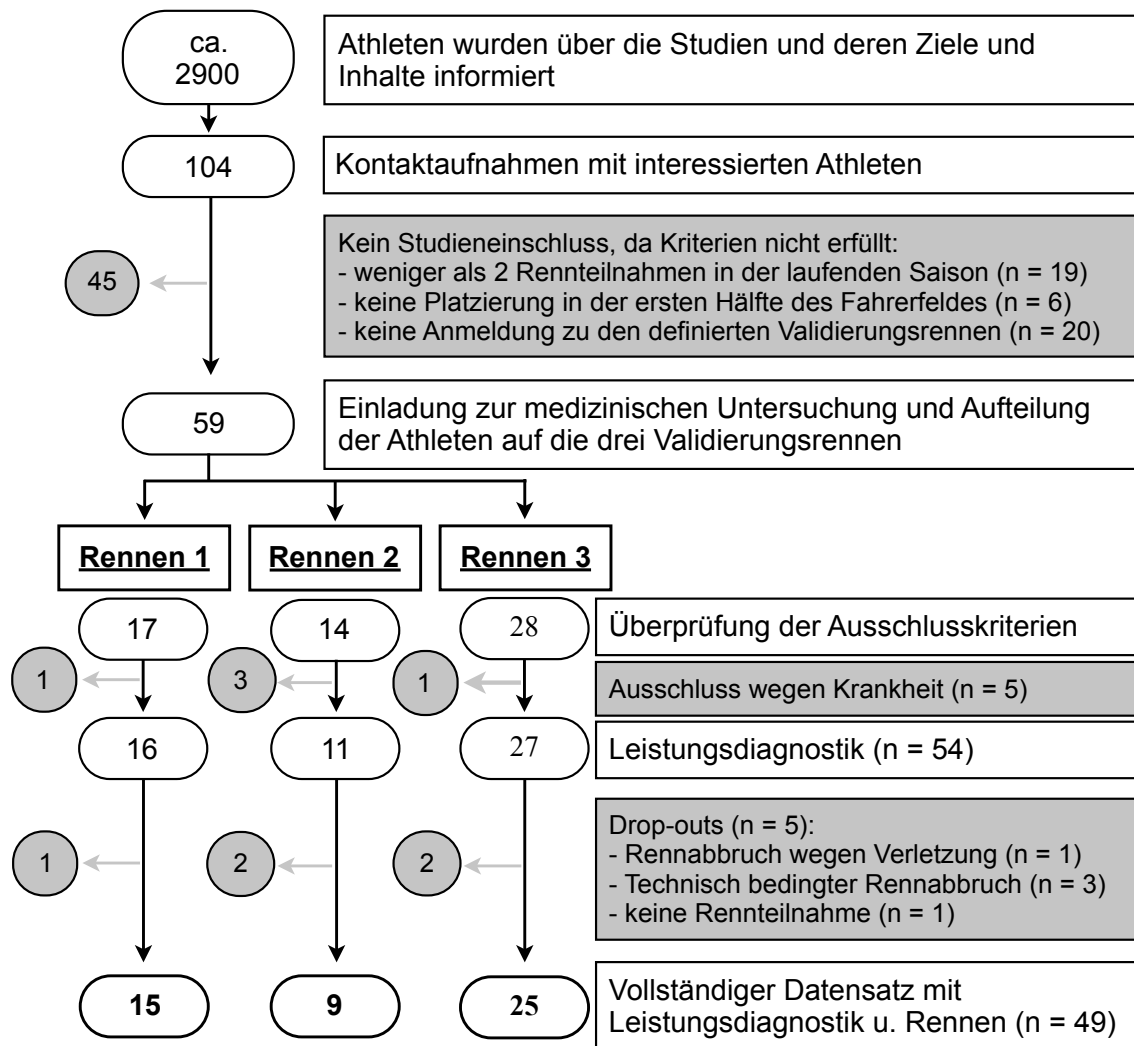 ca.
2900
Athleten wurden über die Studien und deren Ziele und
Inhalte informiert
104
Kontaktaufnahmen mit interessierten Athleten
45
Kein Studieneinschluss, da Kriterien nicht erfüllt:
- weniger als 2 Rennteilnahmen in der laufenden Saison (n = 19)
- keine Platzierung in der ersten Hälfte des Fahrerfeldes (n = 6)
- keine Anmeldung zu den definierten Validierungsrennen (n = 20)
59
Einladung zur medizinischen Untersuchung und Aufteilung
der Athleten auf die drei Validierungsrennen
Rennen 1 Rennen 2 Rennen 3
17 14 28 Überprüfung der Ausschlusskriterien
1 3 1 Ausschluss wegen Krankheit (n = 5)
16 11 27 Leistungsdiagnostik (n = 54)
1 2 2
Drop-outs (n = 5):
- Rennabbruch wegen Verletzung (n = 1)
- Technisch bedingter Rennabbruch (n = 3)
- keine Rennteilnahme (n = 1)
15 9 25
Vollständiger Datensatz mit
Leistungsdiagnostik u. Rennen (n = 49)